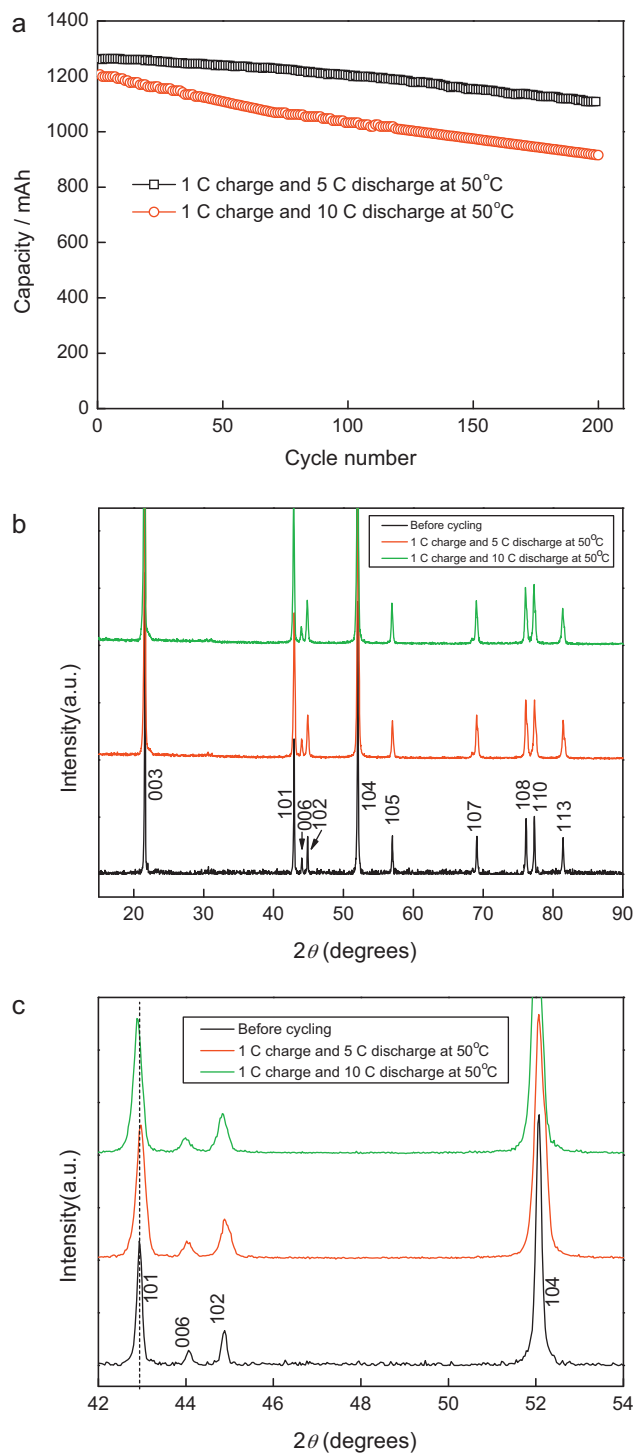 a
1400
1200
1000
800
600
400
200
0
Capacity / mAh
1 C charge and 5 C discharge at 50°C
1 C charge and 10 C discharge at 50°C
0 50 100 150 200
Cycle number
b
Before cycling
1 C charge and 5 C discharge at 50°C
1 C charge and 10 C discharge at 50°C
Intensity(a.u.)
003
101
006
102
104
105
107
108
110
113
20 30 40 50 60 70 80 90
2θ (degrees)
c
Before cycling
1 C charge and 5 C discharge at 50°C
1 C charge and 10 C discharge at 50°C
Intensity(a.u.)
101
006
102
104
42 44 46 48 50 52 54
2θ (degrees)